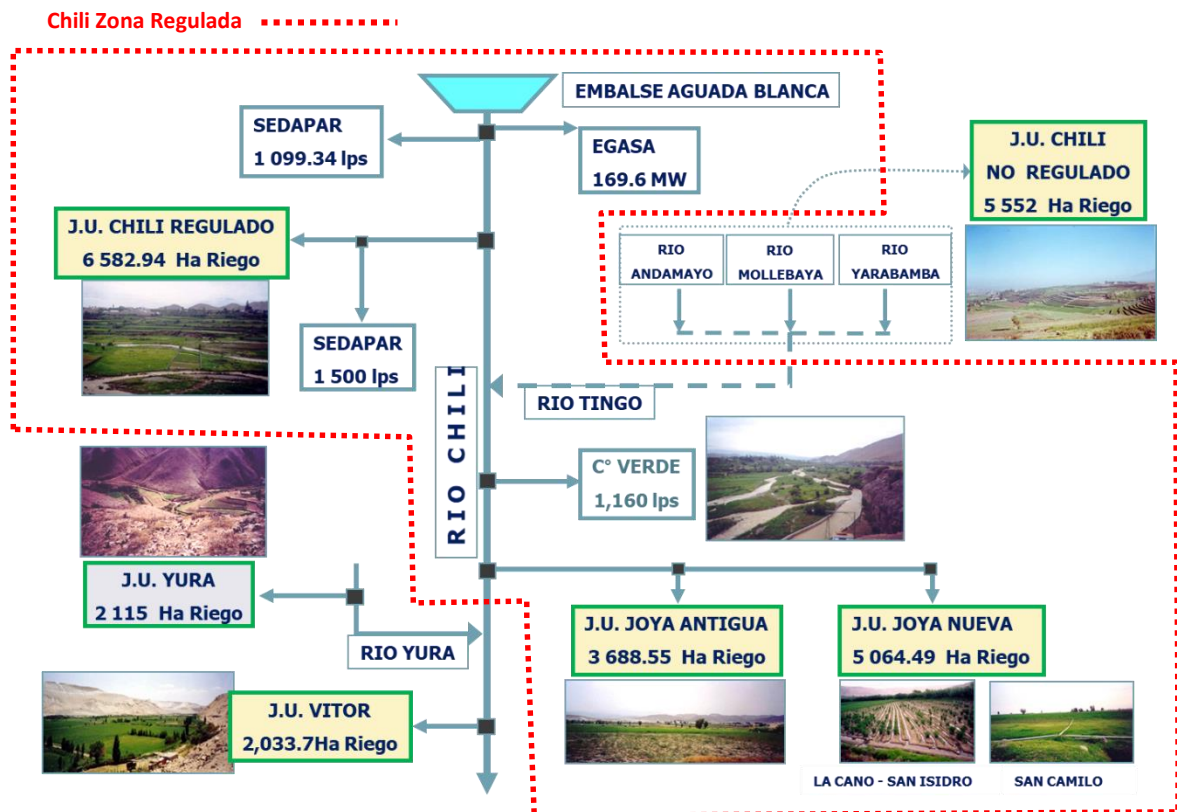 Chili Zona Regulada
EMBALSE AGUADA BLANCA
SEDAPAR
1 099.34 lps
EGASA
169.6 MW
J.U. CHILI
NO REGULADO
5 552 Ha Riego
J.U. CHILI REGULADO
6 582.94 Ha Riego
RIO
ANDAMAYO
RIO
MOLLEBAYA
RIO
YARABAMBA
SEDAPAR
1 500 lps
RIO TINGO
RIO CHILI
C° VERDE
1,160 lps
J.U. YURA
2 115 Ha Riego
RIO YURA
J.U. JOYA ANTIGUA
3 688.55 Ha Riego
J.U. JOYA NUEVA
5 064.49 Ha Riego
J.U. VITOR
2,033.7Ha Riego
LA CANO - SAN ISIDRO
SAN CAMILO